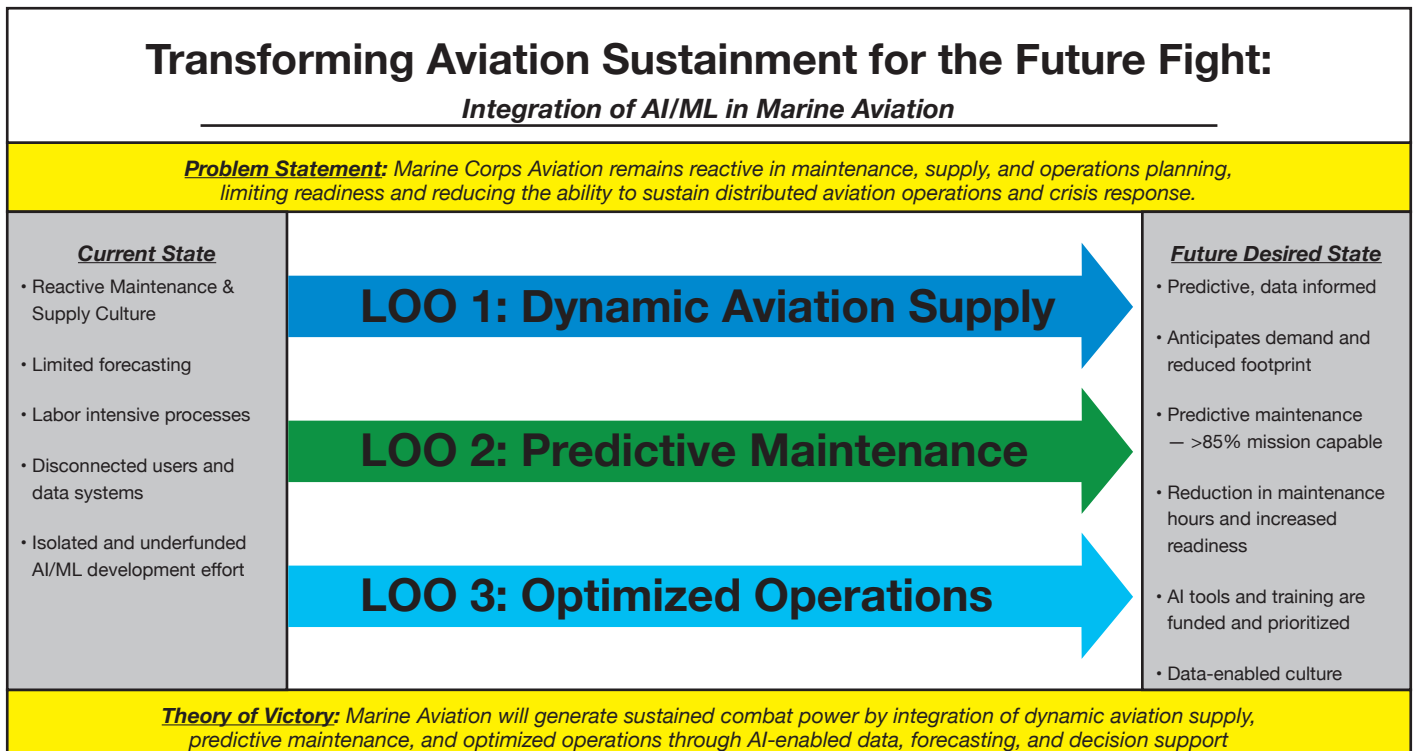 Transforming Aviation Sustainment for the Future Fight:
Integration of AI/ML in Marine Aviation
Problem Statement: Marine Corps Aviation remains reactive in maintenance, supply, and operations planning,
limiting readiness and reducing the ability to sustain distributed aviation operations and crisis response.
Current State
• Reactive Maintenance &
Supply Culture
• Limited forecasting
• Labor intensive processes
• Disconnected users and
data systems
• Isolated and underfunded
AI/ML development effort
LOO 1: Dynamic Aviation Supply
LOO 2: Predictive Maintenance
LOO 3: Optimized Operations
Future Desired State
• Predictive, data informed
• Anticipates demand and
reduced footprint
• Predictive maintenance
— >85% mission capable
• Reduction in maintenance
hours and increased
readiness
• AI tools and training are
funded and prioritized
• Data-enabled culture
Theory of Victory: Marine Aviation will generate sustained combat power by integration of dynamic aviation supply,
predictive maintenance, and optimized operations through AI-enabled data, forecasting, and decision support